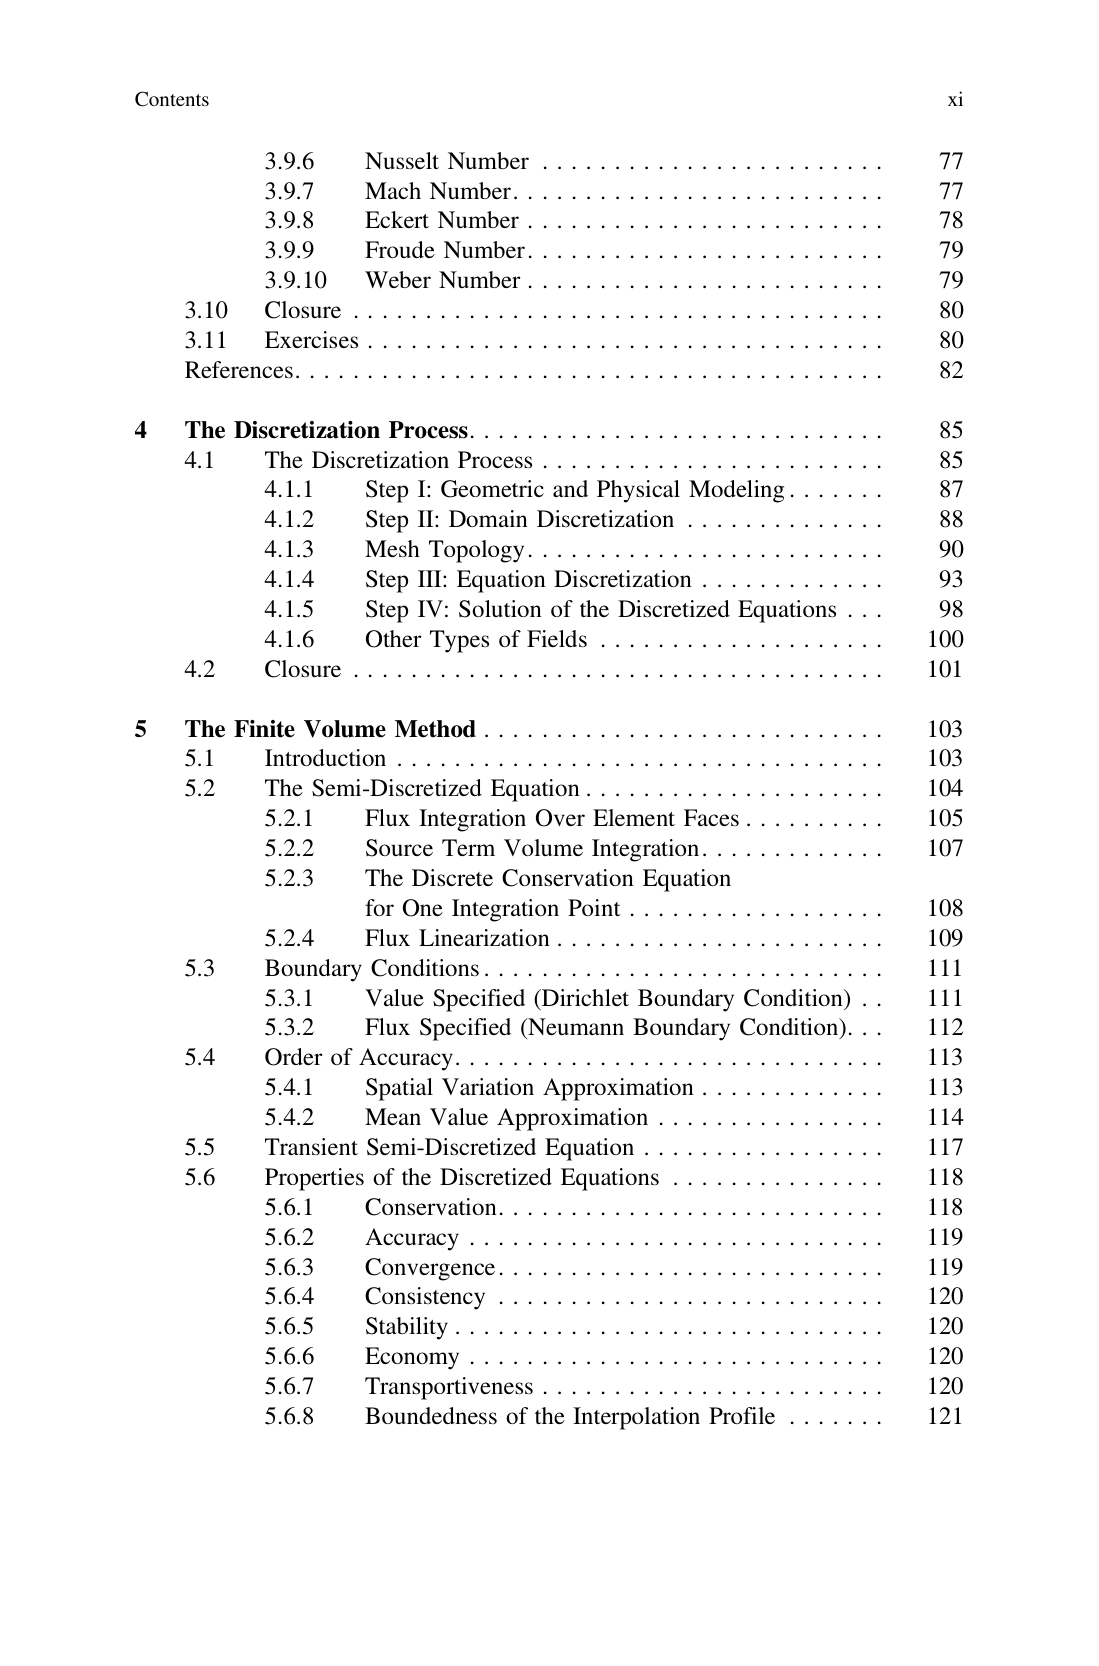 Contents xi
3.9.6 Nusselt Number . . . . . . . . . . . . . . . . . . . . . . . . 77
3.9.7 Mach Number. . . . . . . . . . . . . . . . . . . . . . . . . . 77
3.9.8 Eckert Number . . . . . . . . . . . . . . . . . . . . . . . . . 78
3.9.9 Froude Number. . . . . . . . . . . . . . . . . . . . . . . . . 79
3.9.10 Weber Number . . . . . . . . . . . . . . . . . . . . . . . . . 79
3.10 Closure . . . . . . . . . . . . . . . . . . . . . . . . . . . . . . . . . . . . . 80
3.11 Exercises . . . . . . . . . . . . . . . . . . . . . . . . . . . . . . . . . . . . 80
References. . . . . . . . . . . . . . . . . . . . . . . . . . . . . . . . . . . . . . . . . 82
4 The Discretization Process. . . . . . . . . . . . . . . . . . . . . . . . . . . . . 85
4.1 The Discretization Process . . . . . . . . . . . . . . . . . . . . . . . . 85
4.1.1 Step I: Geometric and Physical Modeling . . . . . . . 87
4.1.2 Step II: Domain Discretization . . . . . . . . . . . . . . 88
4.1.3 Mesh Topology. . . . . . . . . . . . . . . . . . . . . . . . . 90
4.1.4 Step III: Equation Discretization . . . . . . . . . . . . . 93
4.1.5 Step IV: Solution of the Discretized Equations . . . 98
4.1.6 Other Types of Fields . . . . . . . . . . . . . . . . . . . . 100
4.2 Closure . . . . . . . . . . . . . . . . . . . . . . . . . . . . . . . . . . . . . 101
5 The Finite Volume Method . . . . . . . . . . . . . . . . . . . . . . . . . . . . 103
5.1 Introduction . . . . . . . . . . . . . . . . . . . . . . . . . . . . . . . . . . 103
5.2 The Semi-Discretized Equation . . . . . . . . . . . . . . . . . . . . . 104
5.2.1 Flux Integration Over Element Faces . . . . . . . . . . 105
5.2.2 Source Term Volume Integration. . . . . . . . . . . . . 107
5.2.3 The Discrete Conservation Equation
for One Integration Point . . . . . . . . . . . . . . . . . . 108
5.2.4 Flux Linearization . . . . . . . . . . . . . . . . . . . . . . . 109
5.3 Boundary Conditions . . . . . . . . . . . . . . . . . . . . . . . . . . . . 111
5.3.1 Value Specified (Dirichlet Boundary Condition) . . 111
5.3.2 Flux Specified (Neumann Boundary Condition). . . 112
5.4 Order of Accuracy. . . . . . . . . . . . . . . . . . . . . . . . . . . . . . 113
5.4.1 Spatial Variation Approximation . . . . . . . . . . . . . 113
5.4.2 Mean Value Approximation . . . . . . . . . . . . . . . . 114
5.5 Transient Semi-Discretized Equation . . . . . . . . . . . . . . . . . 117
5.6 Properties of the Discretized Equations . . . . . . . . . . . . . . . 118
5.6.1 Conservation. . . . . . . . . . . . . . . . . . . . . . . . . . . 118
5.6.2 Accuracy . . . . . . . . . . . . . . . . . . . . . . . . . . . . . 119
5.6.3 Convergence. . . . . . . . . . . . . . . . . . . . . . . . . . . 119
5.6.4 Consistency . . . . . . . . . . . . . . . . . . . . . . . . . . . 120
5.6.5 Stability . . . . . . . . . . . . . . . . . . . . . . . . . . . . . . 120
5.6.6 Economy . . . . . . . . . . . . . . . . . . . . . . . . . . . . . 120
5.6.7 Transportiveness . . . . . . . . . . . . . . . . . . . . . . . . 120
5.6.8 Boundedness of the Interpolation Profile . . . . . . . 121